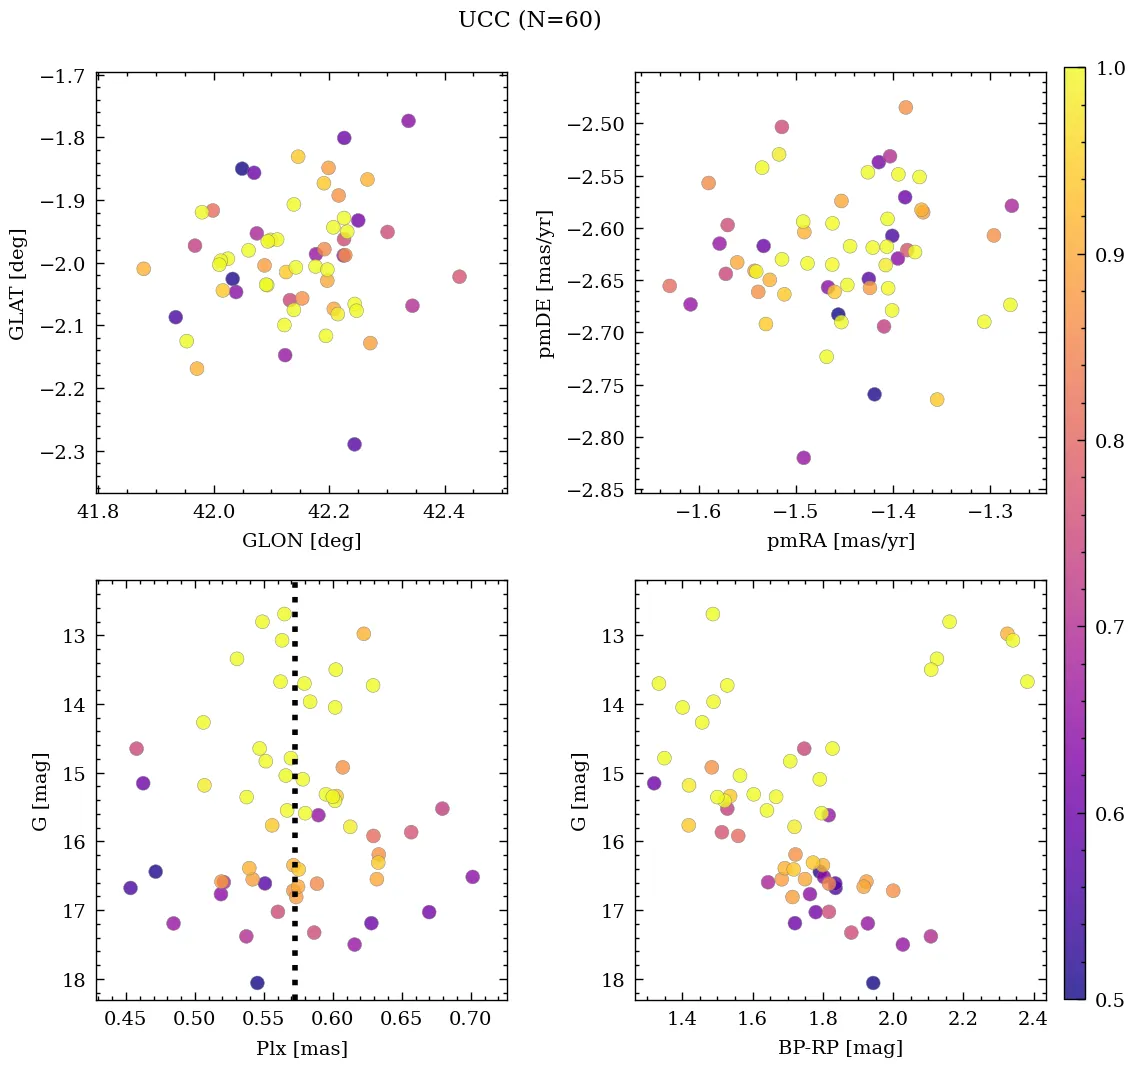 UCC (N=60)
−1.7
−1.8
−1.9
−2.0
−2.1
−2.2
−2.3
GLAT [deg]
41.8 42.0 42.2 42.4
GLON [deg]
−2.50
−2.55
−2.60
−2.65
−2.70
−2.75
−2.80
−2.85
pmDE [mas/yr]
−1.6 −1.5 −1.4 −1.3
pmRA [mas/yr]
13
14
15
16
17
18
G [mag]
0.45 0.50 0.55 0.60 0.65 0.70
Plx [mas]
13
14
15
16
17
18
G [mag]
1.4 1.6 1.8 2.0 2.2 2.4
BP-RP [mag]
1.0
0.9
0.8
0.7
0.6
0.5